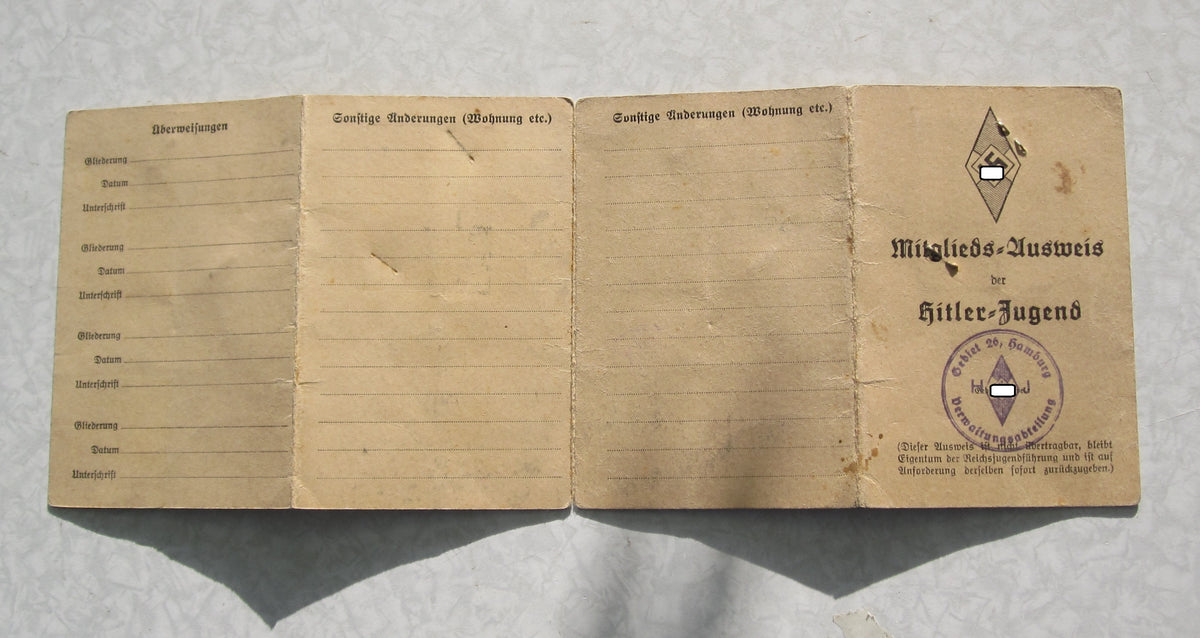 Überweisungen
Gliederung
Datum
Unterschrift
Gliederung
Datum
Unterschrift
Gliederung
Datum
Unterschrift
Gliederung
Datum
Unterschrift
Sonstige Änderungen (Wohnung etc.)
Sonstige Änderungen (Wohnung etc.)
Mitglieds-Ausweis
der
Hitler-Jugend
Gebiet 26, Hamburg
H J
Verwaltungsabteilung
(Dieser Ausweis ist nicht übertragbar, bleibt
Eigentum der Reichsjugendführung und ist auf
Anforderung derselben sofort zurückzugeben.)